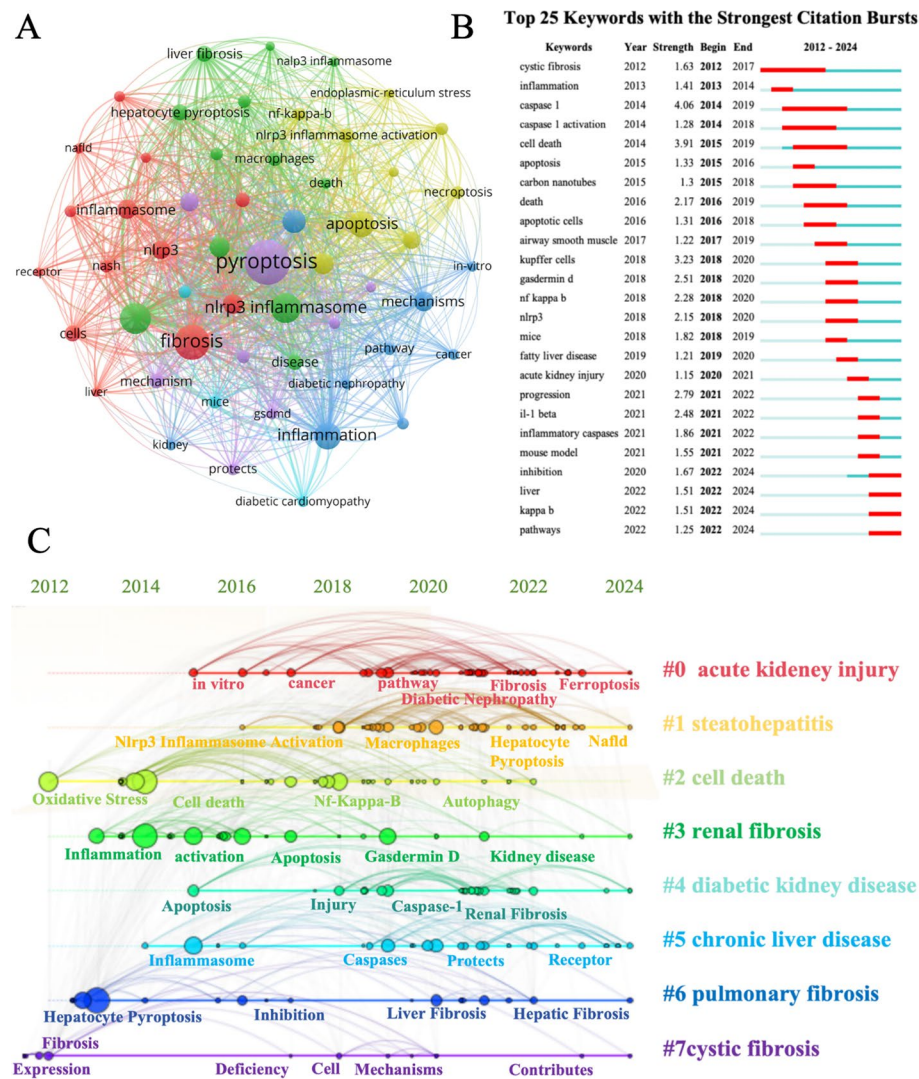 A
liver fibrosis
nalp3 inflammasome
endoplasmic-reticulum stress
hepatocyte pyroptosis
nf-kappa-b
nlrp3 inflammasome activation
nafld
macrophages
death
necroptosis
inflammasome
apoptosis
nlrp3
pyroptosis
receptor
nash
in-vitro
nlrp3 inflammasome
mechanisms
cells
fibrosis
pathway
cancer
disease
mechanism
diabetic nephropathy
liver
mice
gsdmd
inflammation
kidney
protects
diabetic cardiomyopathy
B
Top 25 Keywords with the Strongest Citation Bursts
Keywords Year Strength Begin End 2012 - 2024
cystic fibrosis 2012 1.63 2012 2017
inflammation 2013 1.41 2013 2014
caspase 1 2014 4.06 2014 2019
caspase 1 activation 2014 1.28 2014 2018
cell death 2014 3.91 2015 2019
apoptosis 2015 1.33 2015 2016
carbon nanotubes 2015 1.3 2015 2018
death 2016 2.17 2016 2019
apoptotic cells 2016 1.31 2016 2018
airway smooth muscle 2017 1.22 2017 2019
kupffer cells 2018 3.23 2018 2020
gasdermin d 2018 2.51 2018 2020
nf kappa b 2018 2.28 2018 2020
nlrp3 2018 2.15 2018 2020
mice 2018 1.82 2018 2019
fatty liver disease 2019 1.21 2019 2020
acute kidney injury 2020 1.15 2020 2021
progression 2021 2.79 2021 2022
il-1 beta 2021 2.48 2021 2022
inflammatory caspases 2021 1.86 2021 2022
mouse model 2021 1.55 2021 2022
inhibition 2020 1.67 2022 2024
liver 2022 1.51 2022 2024
kappa b 2022 1.51 2022 2024
pathways 2022 1.25 2022 2024
C
2012 2014 2016 2018 2020 2022 2024
in vitro cancer pathway Fibrosis Ferroptosis
Diabetic Nephropathy
#0 acute kideney injury
Nlrp3 Inflammasome Activation Macrophages Hepatocyte Nafld
Pyroptosis
#1 steatohepatitis
Oxidative Stress Cell death Nf-Kappa-B Autophagy
#2 cell death
Inflammation activation Apoptosis Gasdermin D Kidney disease
#3 renal fibrosis
Apoptosis Injury Caspase-1 Renal Fibrosis
#4 diabetic kidney disease
Inflammasome Caspases Protects Receptor
#5 chronic liver disease
Hepatocyte Pyroptosis Inhibition Liver Fibrosis Hepatic Fibrosis
#6 pulmonary fibrosis
Fibrosis
Expression Deficiency Cell Mechanisms Contributes
#7cystic fibrosis